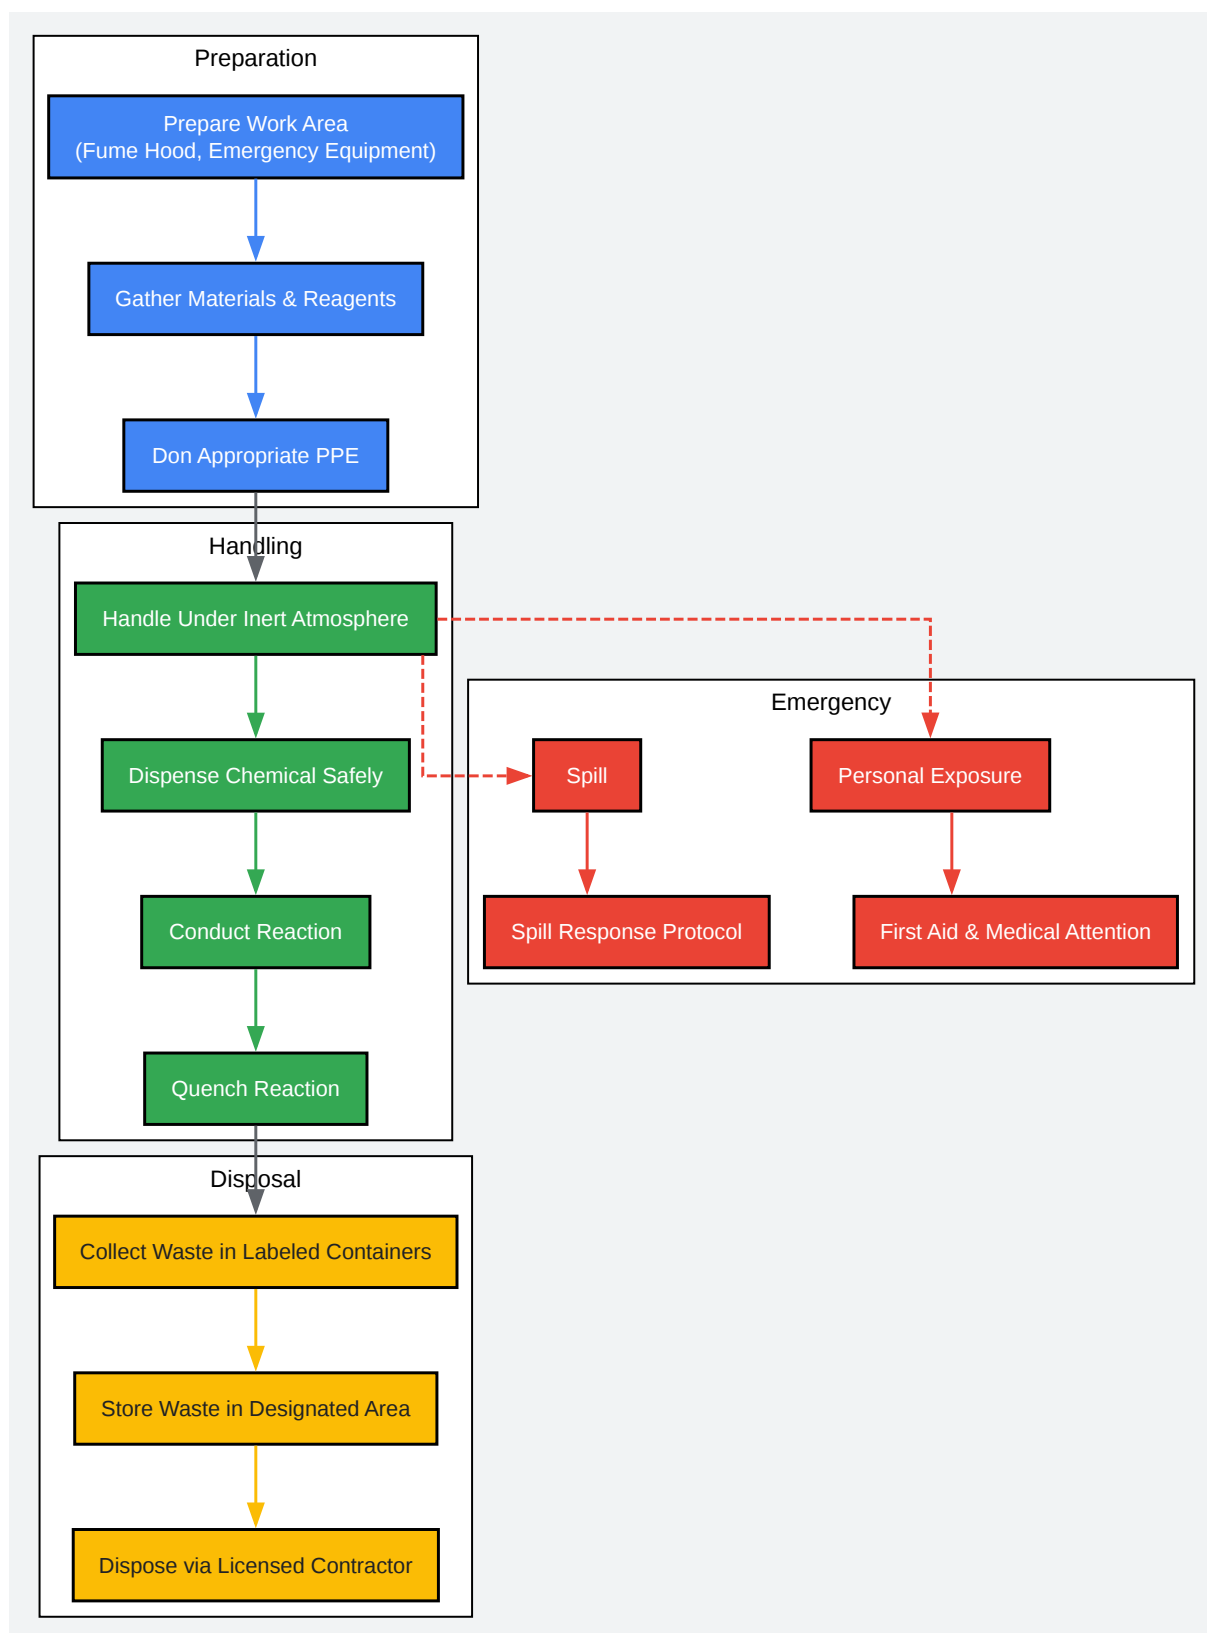 Preparation
Prepare Work Area
(Fume Hood, Emergency Equipment)
Gather Materials & Reagents
Don Appropriate PPE
Handling
Handle Under Inert Atmosphere
Dispense Chemical Safely
Conduct Reaction
Quench Reaction
Emergency
Spill
Personal Exposure
Spill Response Protocol
First Aid & Medical Attention
Disposal
Collect Waste in Labeled Containers
Store Waste in Designated Area
Dispose via Licensed Contractor